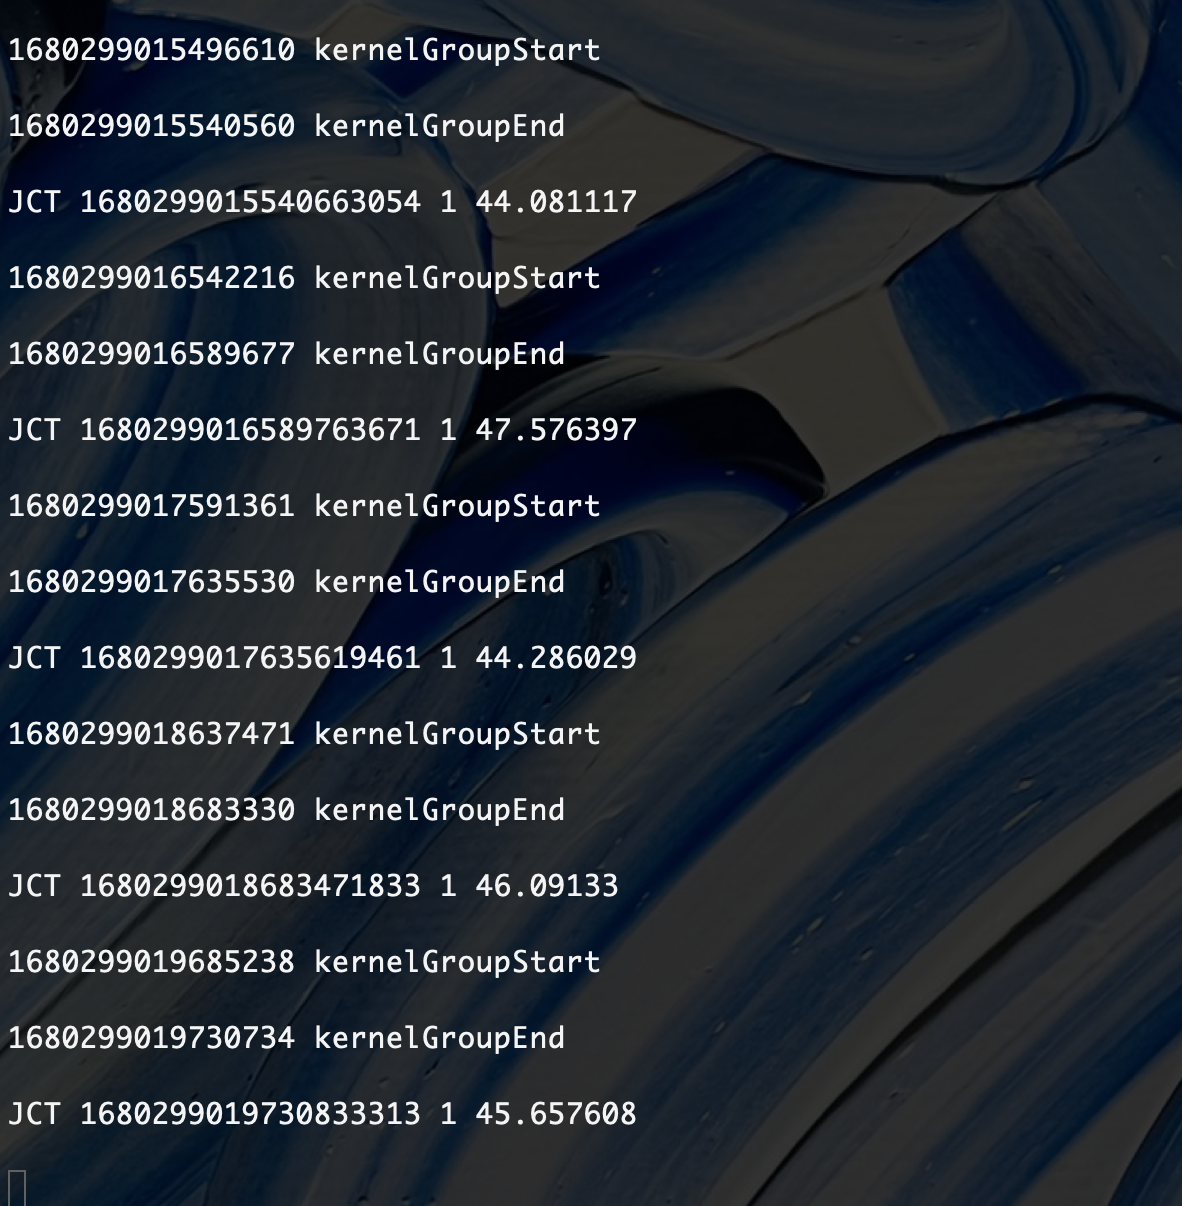 1680299015496610 kernelGroupStart
1680299015540560 kernelGroupEnd
JCT 1680299015540663054 1 44.081117
1680299016542216 kernelGroupStart
1680299016589677 kernelGroupEnd
JCT 1680299016589763671 1 47.576397
1680299017591361 kernelGroupStart
1680299017635530 kernelGroupEnd
JCT 1680299017635619461 1 44.286029
1680299018637471 kernelGroupStart
1680299018683330 kernelGroupEnd
JCT 1680299018683471833 1 46.09133
1680299019685238 kernelGroupStart
1680299019730734 kernelGroupEnd
JCT 1680299019730833313 1 45.657608